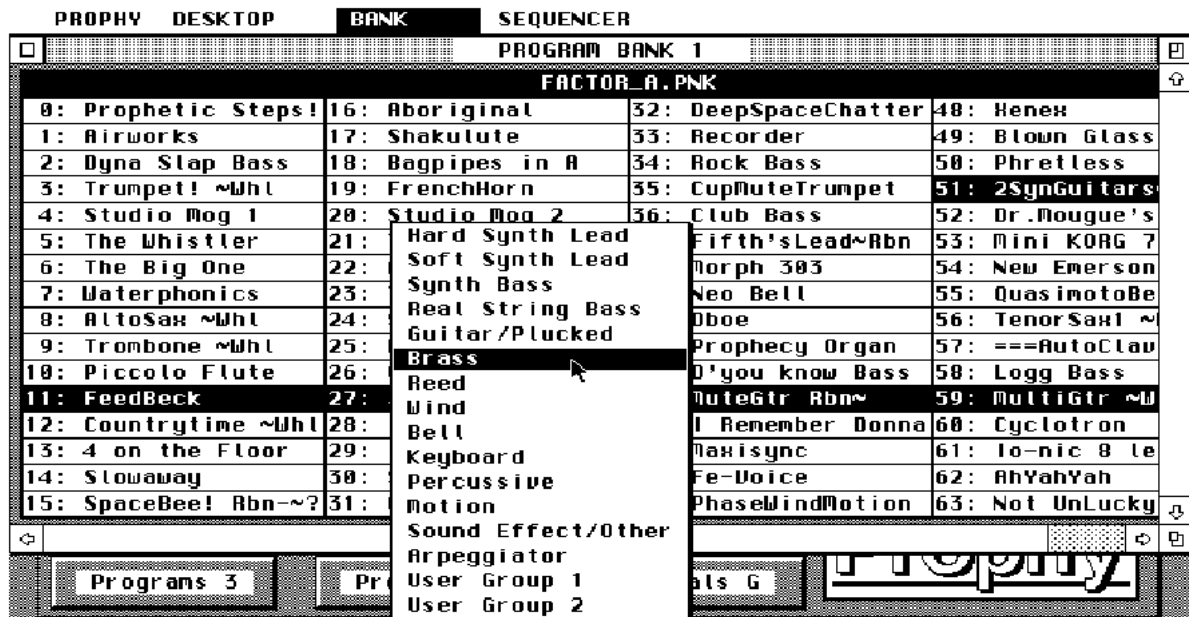 PROPHY DESKTOP BANK SEQUENCER
PROGRAM BANK 1
FACTOR_A.PNK
0: Prophetic Steps! 16: Aboriginal 32: DeepSpaceChatter 48: Xenex
1: Airworks 17: Shakulute 33: Recorder 49: Blown Glass
2: Dyna Slap Bass 18: Bagpipes in A 34: Rock Bass 50: Phretless
3: Trumpet! ~Whl 19: FrenchHorn 35: CupMuteTrumpet 51: 2SynGuitars
4: Studio Mog 1 20: Studio Mog 2 36: Club Bass 52: Dr.Mougue's
5: The Whistler 21: Fifth'sLead~Rbn 53: Mini KORG 7
6: The Big One 22: Morph 303 54: New Emerson
7: Waterphonics 23: Neo Bell 55: QuasimotoBe
8: AltoSax ~Whl 24: Oboe 56: TenorSax1 ~
9: Trombone ~Whl 25: Prophecy Organ 57: ===AutoClav
10: Piccolo Flute 26: D'you know Bass 58: Logg Bass
11: FeedBeck 27: MuteGtr Rbn~ 59: MultiGtr ~W
12: Countrytime ~Whl 28: I Remember Donna 60: Cyclotron
13: 4 on the Floor 29: Maxisync 61: Io-nic 8 le
14: Slowaway 30: Fe-Voice 62: AhYahYah
15: SpaceBee! Rbn-~? 31: PhaseWindMotion 63: Not UnLucky
Hard Synth Lead
Soft Synth Lead
Synth Bass
Real String Bass
Guitar/Plucked
Brass
Reed
Wind
Bell
Keyboard
Percussive
Motion
Sound Effect/Other
Arpeggiator
User Group 1
User Group 2
Programs 3 Pr als G Prophy